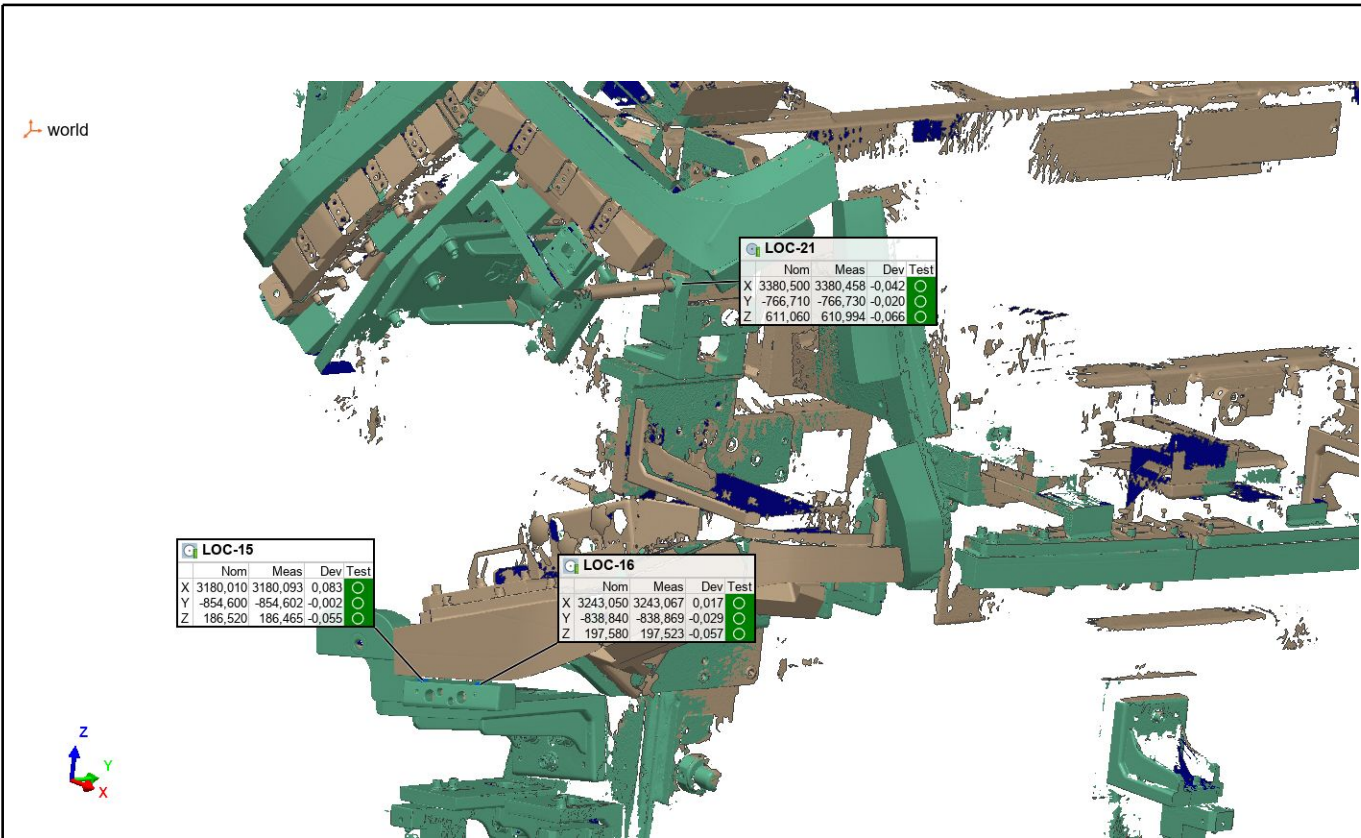 world
LOC-21
Nom Meas Dev Test
X 3380,500 3380,458 -0,042
Y -766,710 -766,730 -0,020
Z 611,060 610,994 -0,066
LOC-15
Nom Meas Dev Test
X 3180,010 3180,093 0,083
Y -854,600 -854,602 -0,002
Z 186,520 186,465 -0,055
LOC-16
Nom Meas Dev Test
X 3243,050 3243,067 0,017
Y -838,840 -838,869 -0,029
Z 197,580 197,523 -0,057
Z
Y
X